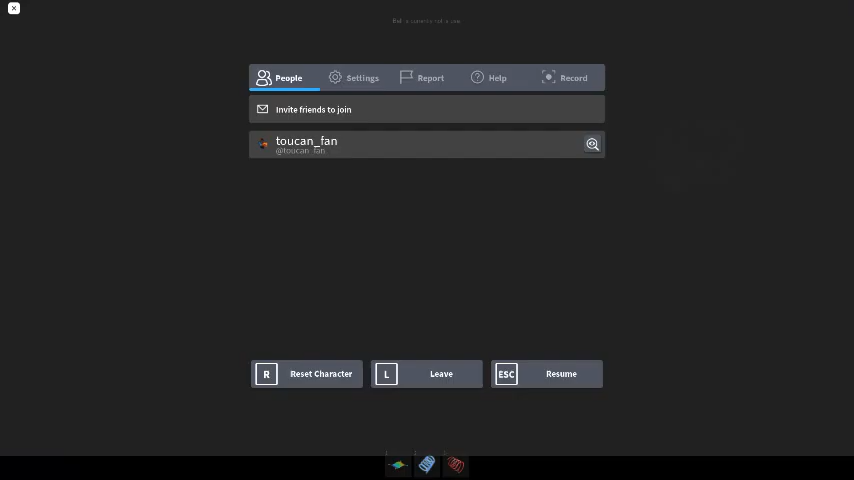 People
Settings
Report
Help
Record
Invite friends to join
toucan_fan
@toucan_fan
R
Reset Character
L
Leave
ESC
Resume